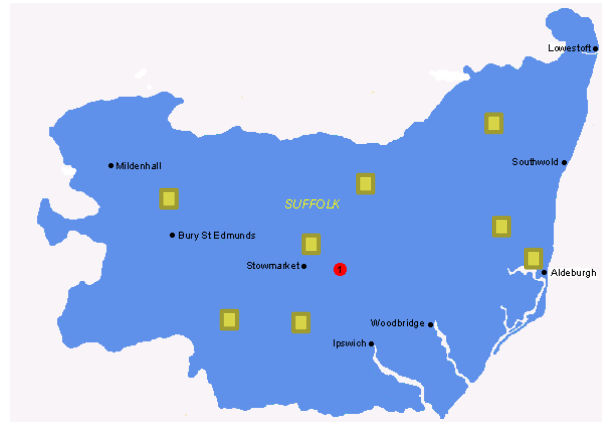 Lowestoft
Southwold
Mildenhall
SUFFOLK
Bury St Edmunds
Stowmarket
1
Aldeburgh
Woodbridge
Ipswich